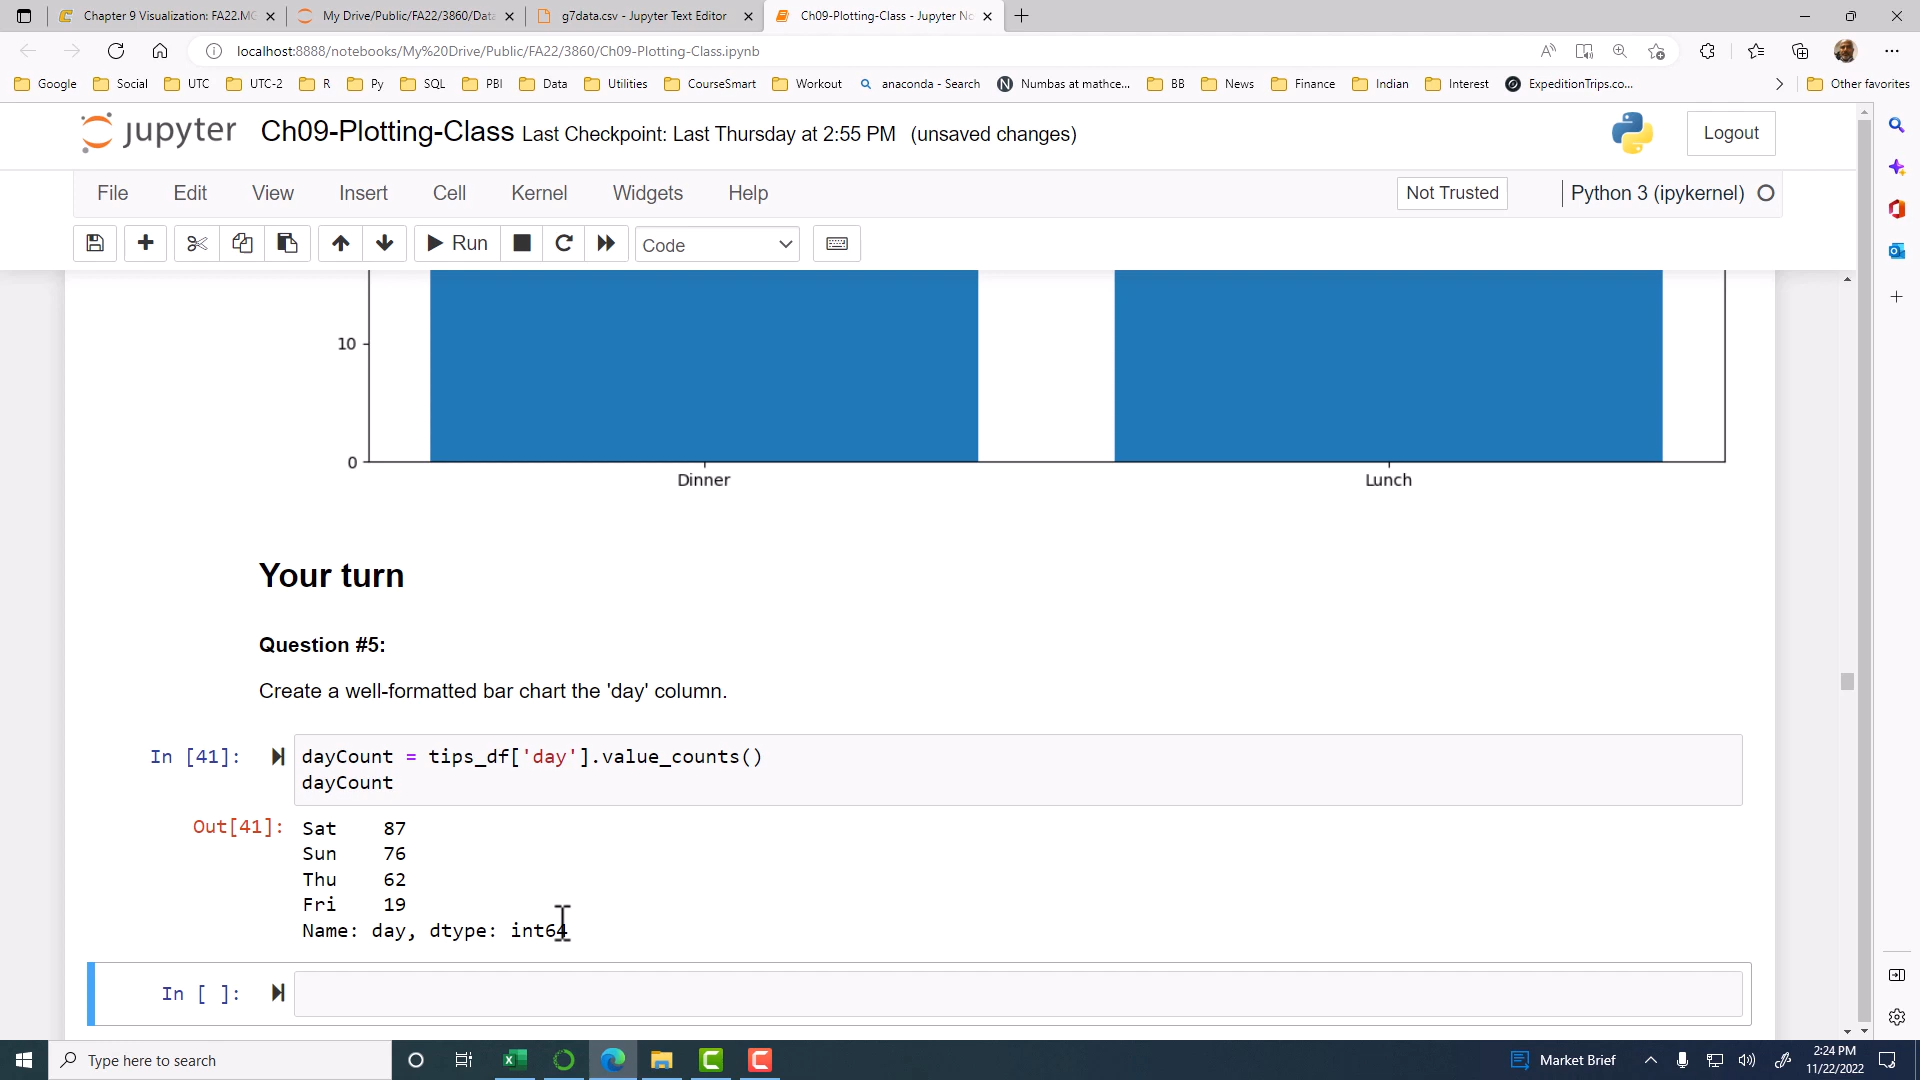 Chapter 9 Visualization: FA22.MG
My Drive/Public/FA22/3860/Data
g7data.csv - Jupyter Text Editor
Ch09-Plotting-Class - Jupyter No
localhost:8888/notebooks/My%20Drive/Public/FA22/3860/Ch09-Plotting-Class.ipynb
Google Social UTC UTC-2 R Py SQL PBI Data Utilities CourseSmart Workout anaconda - Search Numbas at mathce... BB News Finance Indian Interest ExpeditionTrips.co... Other favorites
jupyter Ch09-Plotting-Class Last Checkpoint: Last Thursday at 2:55 PM (unsaved changes) Logout
File Edit View Insert Cell Kernel Widgets Help Not Trusted Python 3 (ipykernel)
Run Code
10
0
Dinner Lunch
Your turn
Question #5:
Create a well-formatted bar chart the 'day' column.
In [41]: dayCount = tips_df['day'].value_counts()
dayCount
Out[41]: Sat 87
Sun 76
Thu 62
Fri 19
Name: day, dtype: int64
In [ ]:
Type here to search
Market Brief
2:24 PM
11/22/2022